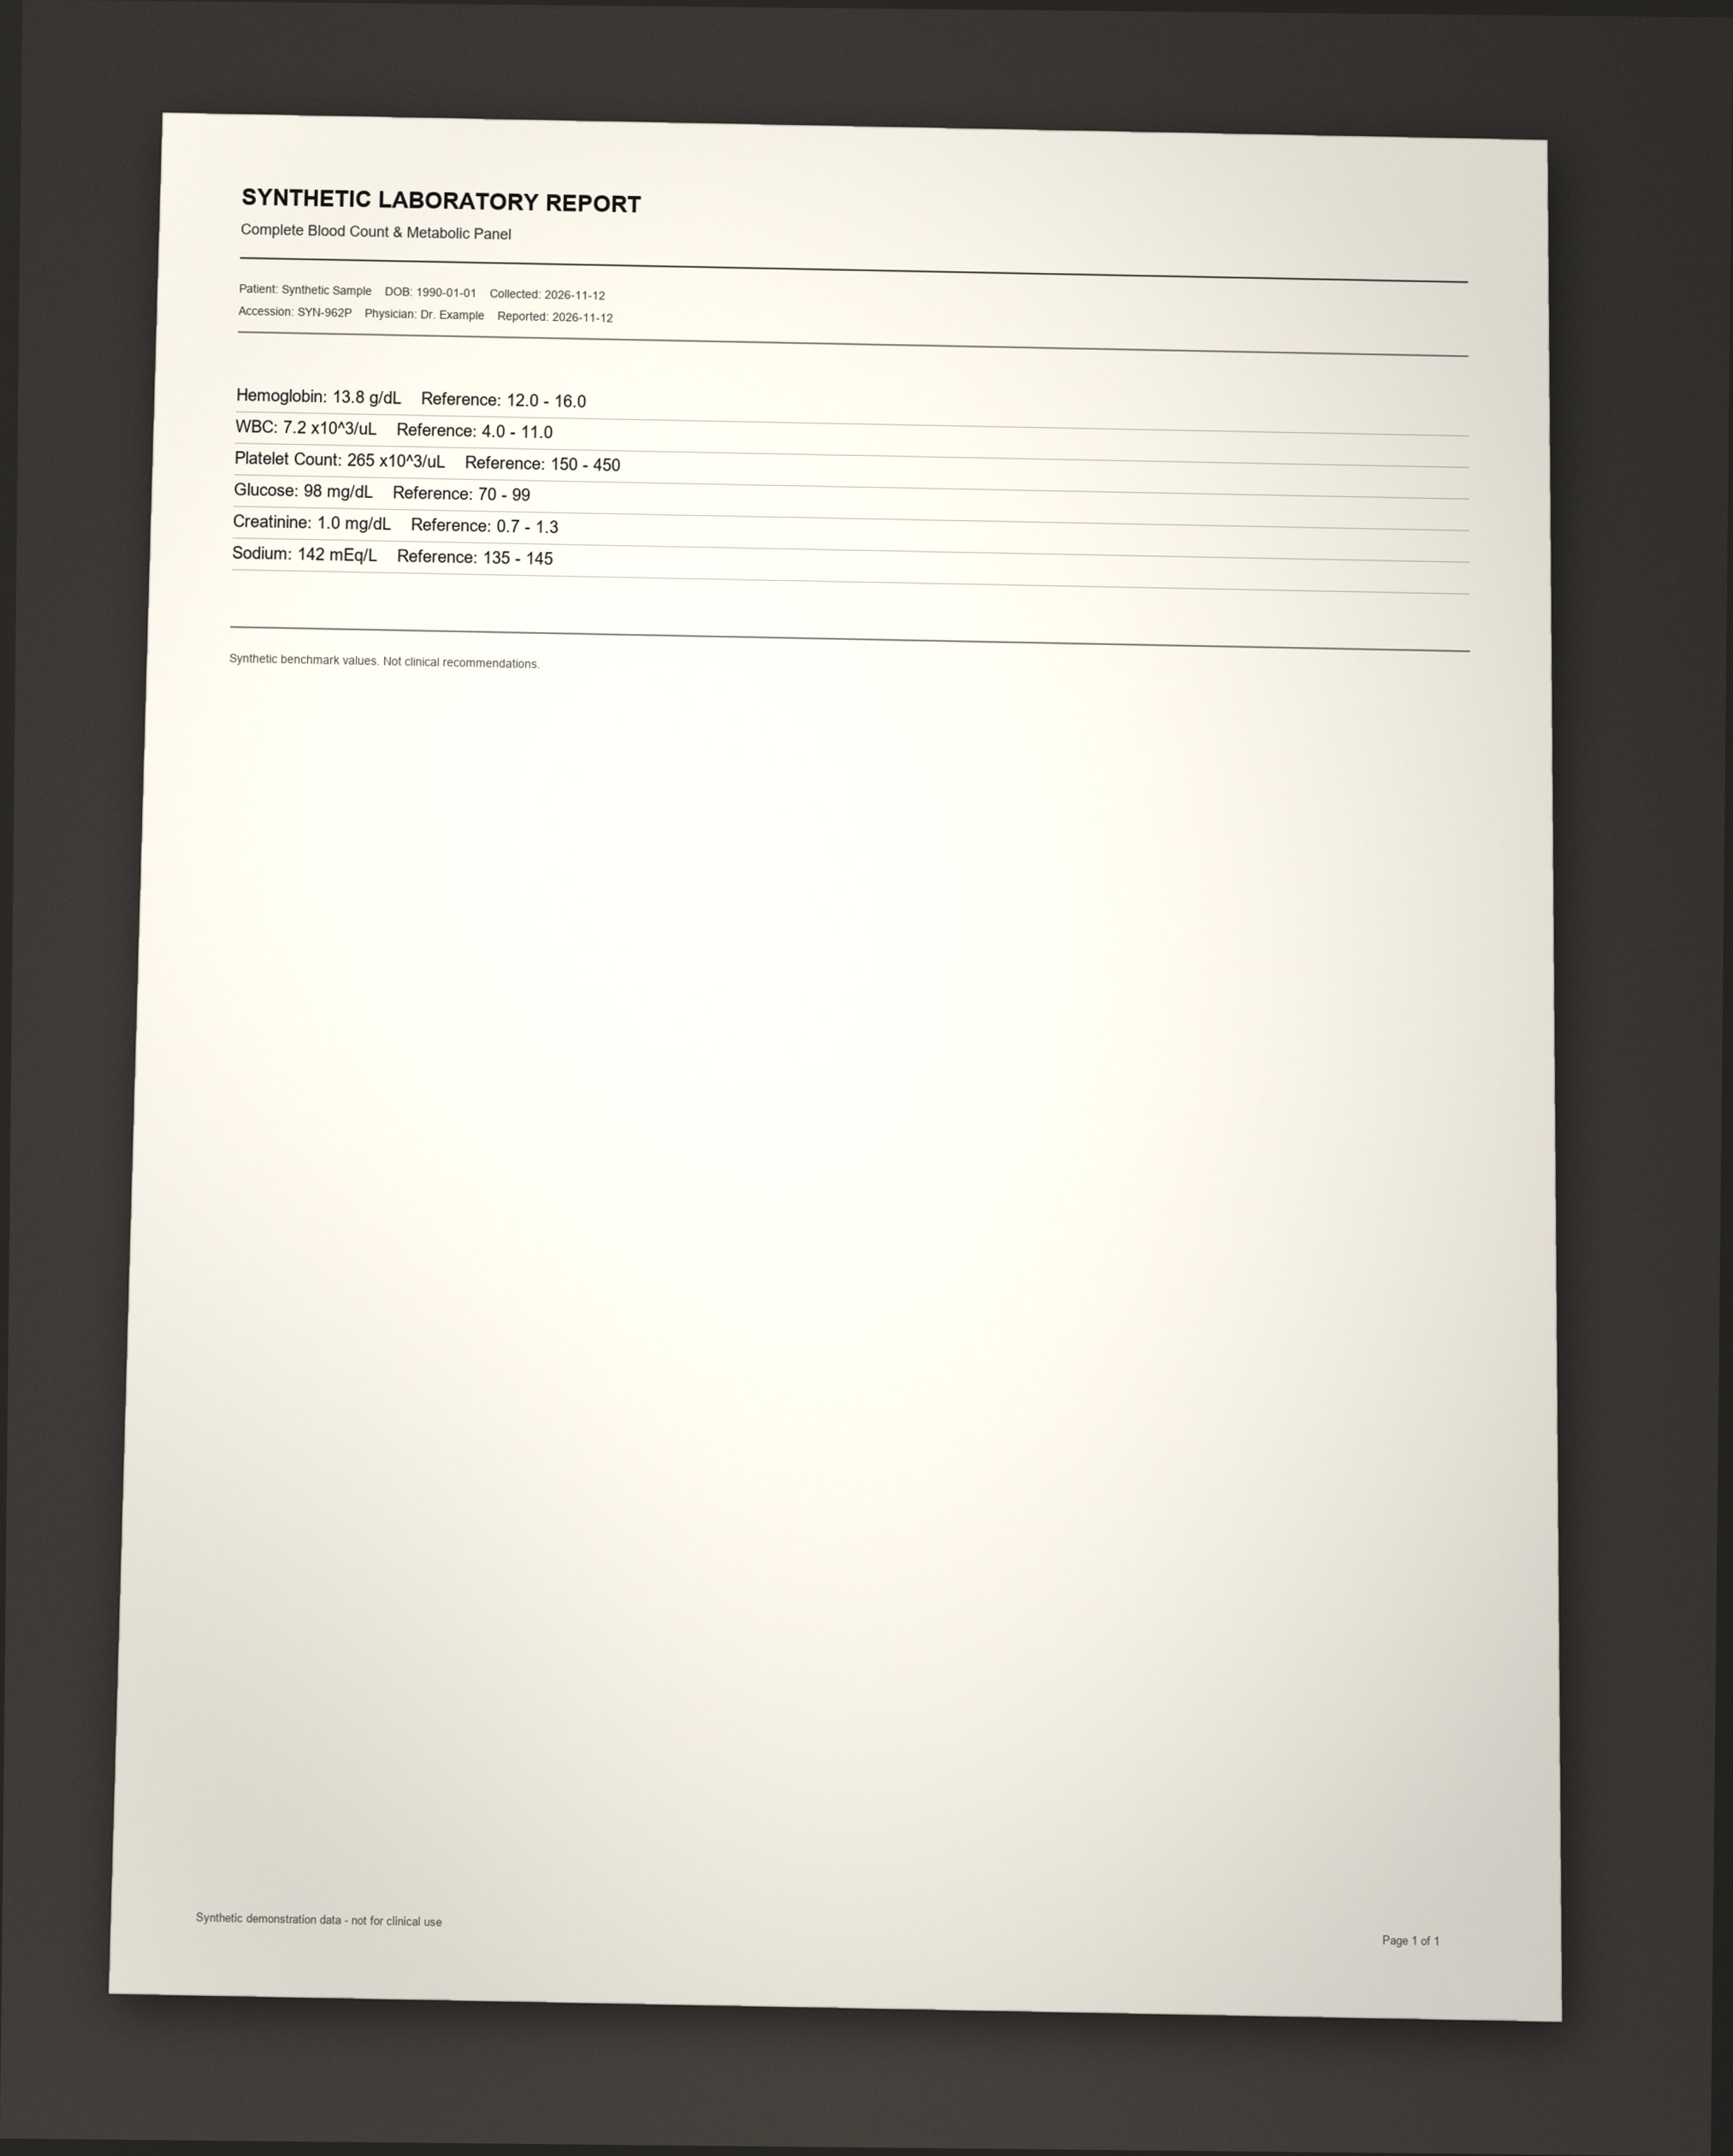 SYNTHETIC LABORATORY REPORT
Complete Blood Count & Metabolic Panel
Patient: Synthetic Sample DOB: 1990-01-01 Collected: 2026-11-12
Accession: SYN-962P Physician: Dr. Example Reported: 2026-11-12
Hemoglobin: 13.8 g/dL Reference: 12.0 - 16.0
WBC: 7.2 x10^3/uL Reference: 4.0 - 11.0
Platelet Count: 265 x10^3/uL Reference: 150 - 450
Glucose: 98 mg/dL Reference: 70 - 99
Creatinine: 1.0 mg/dL Reference: 0.7 - 1.3
Sodium: 142 mEq/L Reference: 135 - 145
Synthetic benchmark values. Not clinical recommendations.
Synthetic demonstration data - not for clinical use
Page 1 of 1